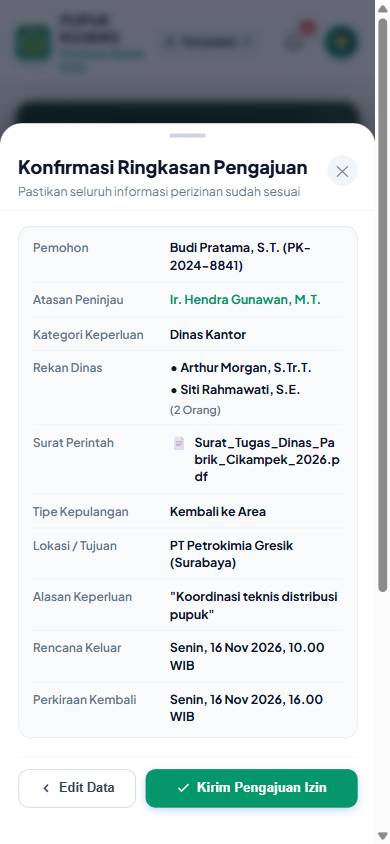 PUPUK
KUJANG
Konfirmasi Ringkasan Pengajuan
Pastikan seluruh informasi perizinan sudah sesuai
Pemohon
Budi Pratama, S.T. (PK-
2024-8841)
Atasan Peninjau
Ir. Hendra Gunawan, M.T.
Kategori Keperluan
Dinas Kantor
Rekan Dinas
• Arthur Morgan, S.Tr.T.
• Siti Rahmawati, S.E.
(2 Orang)
Surat Perintah
Surat_Tugas_Dinas_Pa
brik_Cikampek_2026.p
df
Tipe Kepulangan
Kembali ke Area
Lokasi / Tujuan
PT Petrokimia Gresik
(Surabaya)
Alasan Keperluan
"Koordinasi teknis distribusi
pupuk"
Rencana Keluar
Senin, 16 Nov 2026, 10.00
WIB
Perkiraan Kembali
Senin, 16 Nov 2026, 16.00
WIB
Edit Data
Kirim Pengajuan Izin